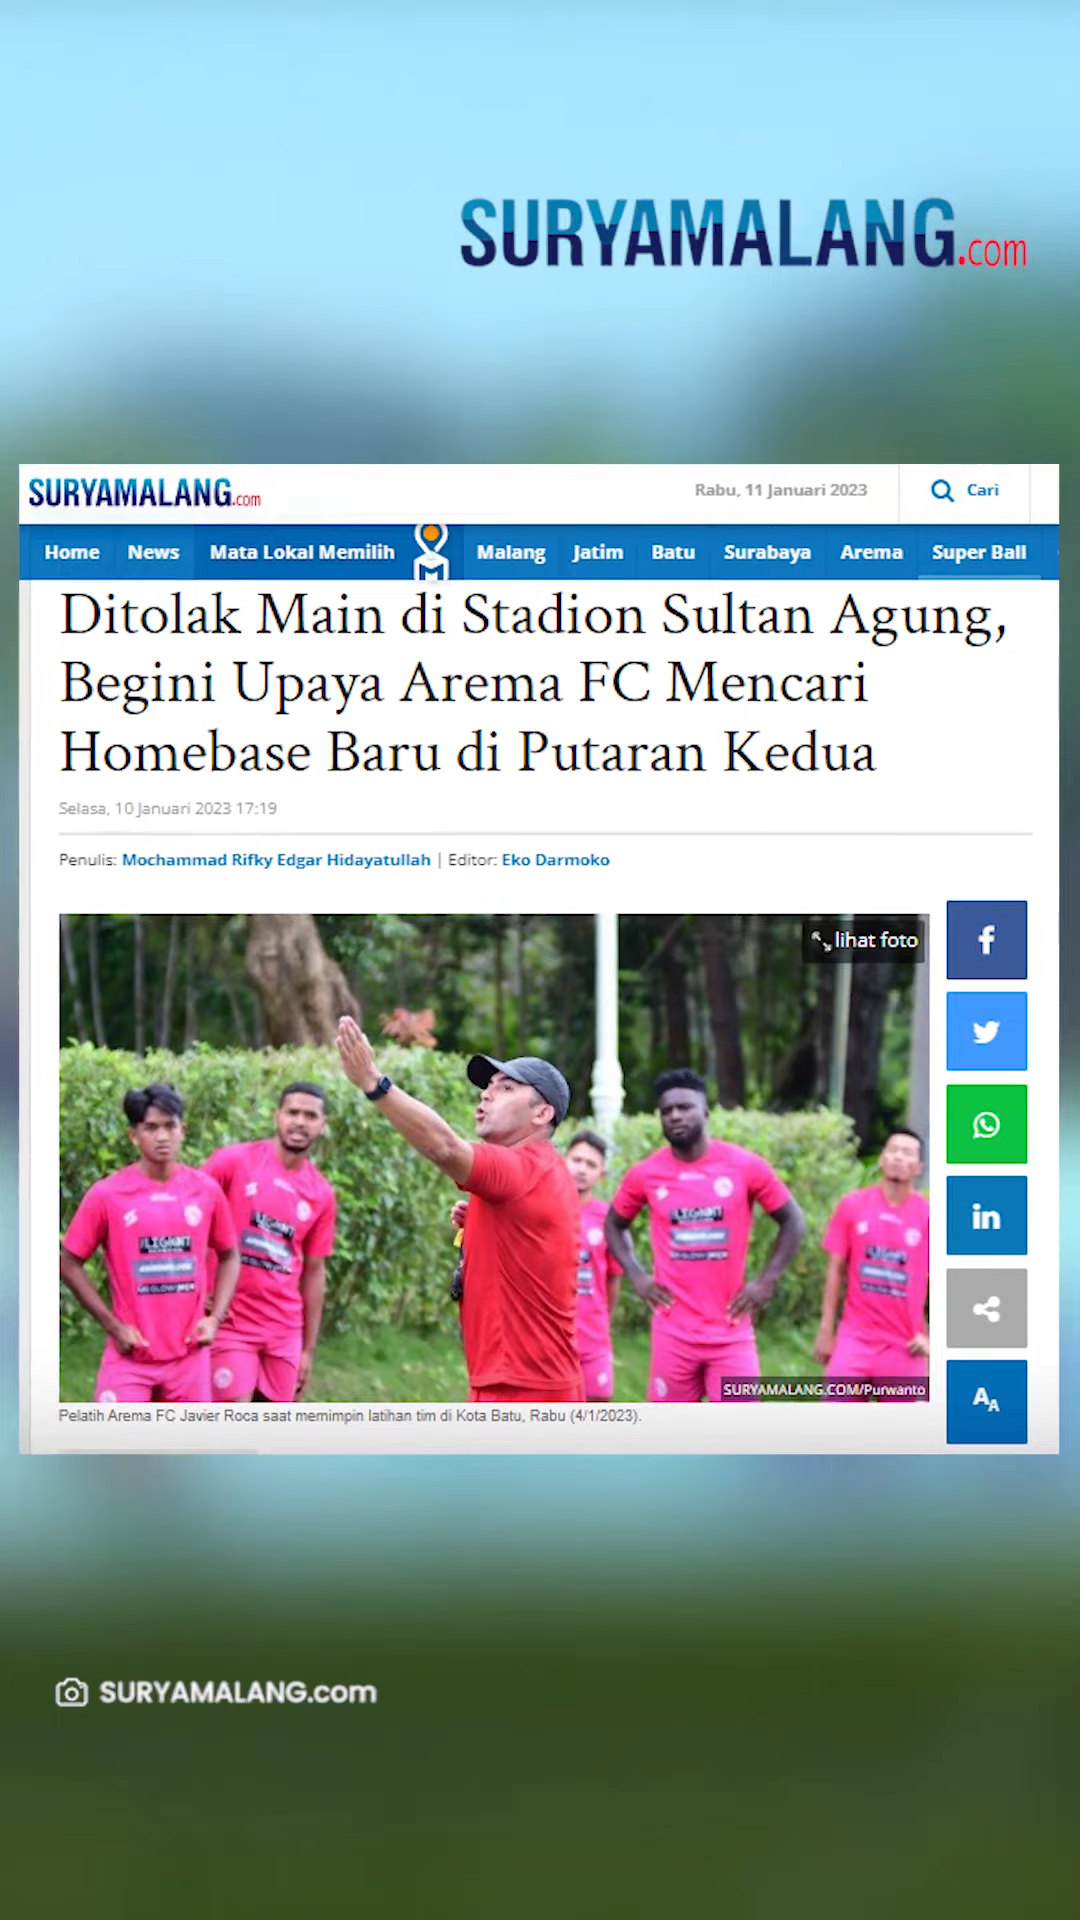 SURYAMALANG.com
SURYAMALANG.com
Rabu, 11 Januari 2023
Cari
Home News Mata Lokal Memilih Malang Jatim Batu Surabaya Arema Super Ball
Ditolak Main di Stadion Sultan Agung,
Begini Upaya Arema FC Mencari
Homebase Baru di Putaran Kedua
Selasa, 10 Januari 2023 17:19
Penulis: Mochammad Rifky Edgar Hidayatullah | Editor: Eko Darmoko
lihat foto
SURYAMALANG.COM/Purwanto
Pelatih Arema FC Javier Roca saat memimpin latihan tim di Kota Batu, Rabu (4/1/2023).
AA
SURYAMALANG.com